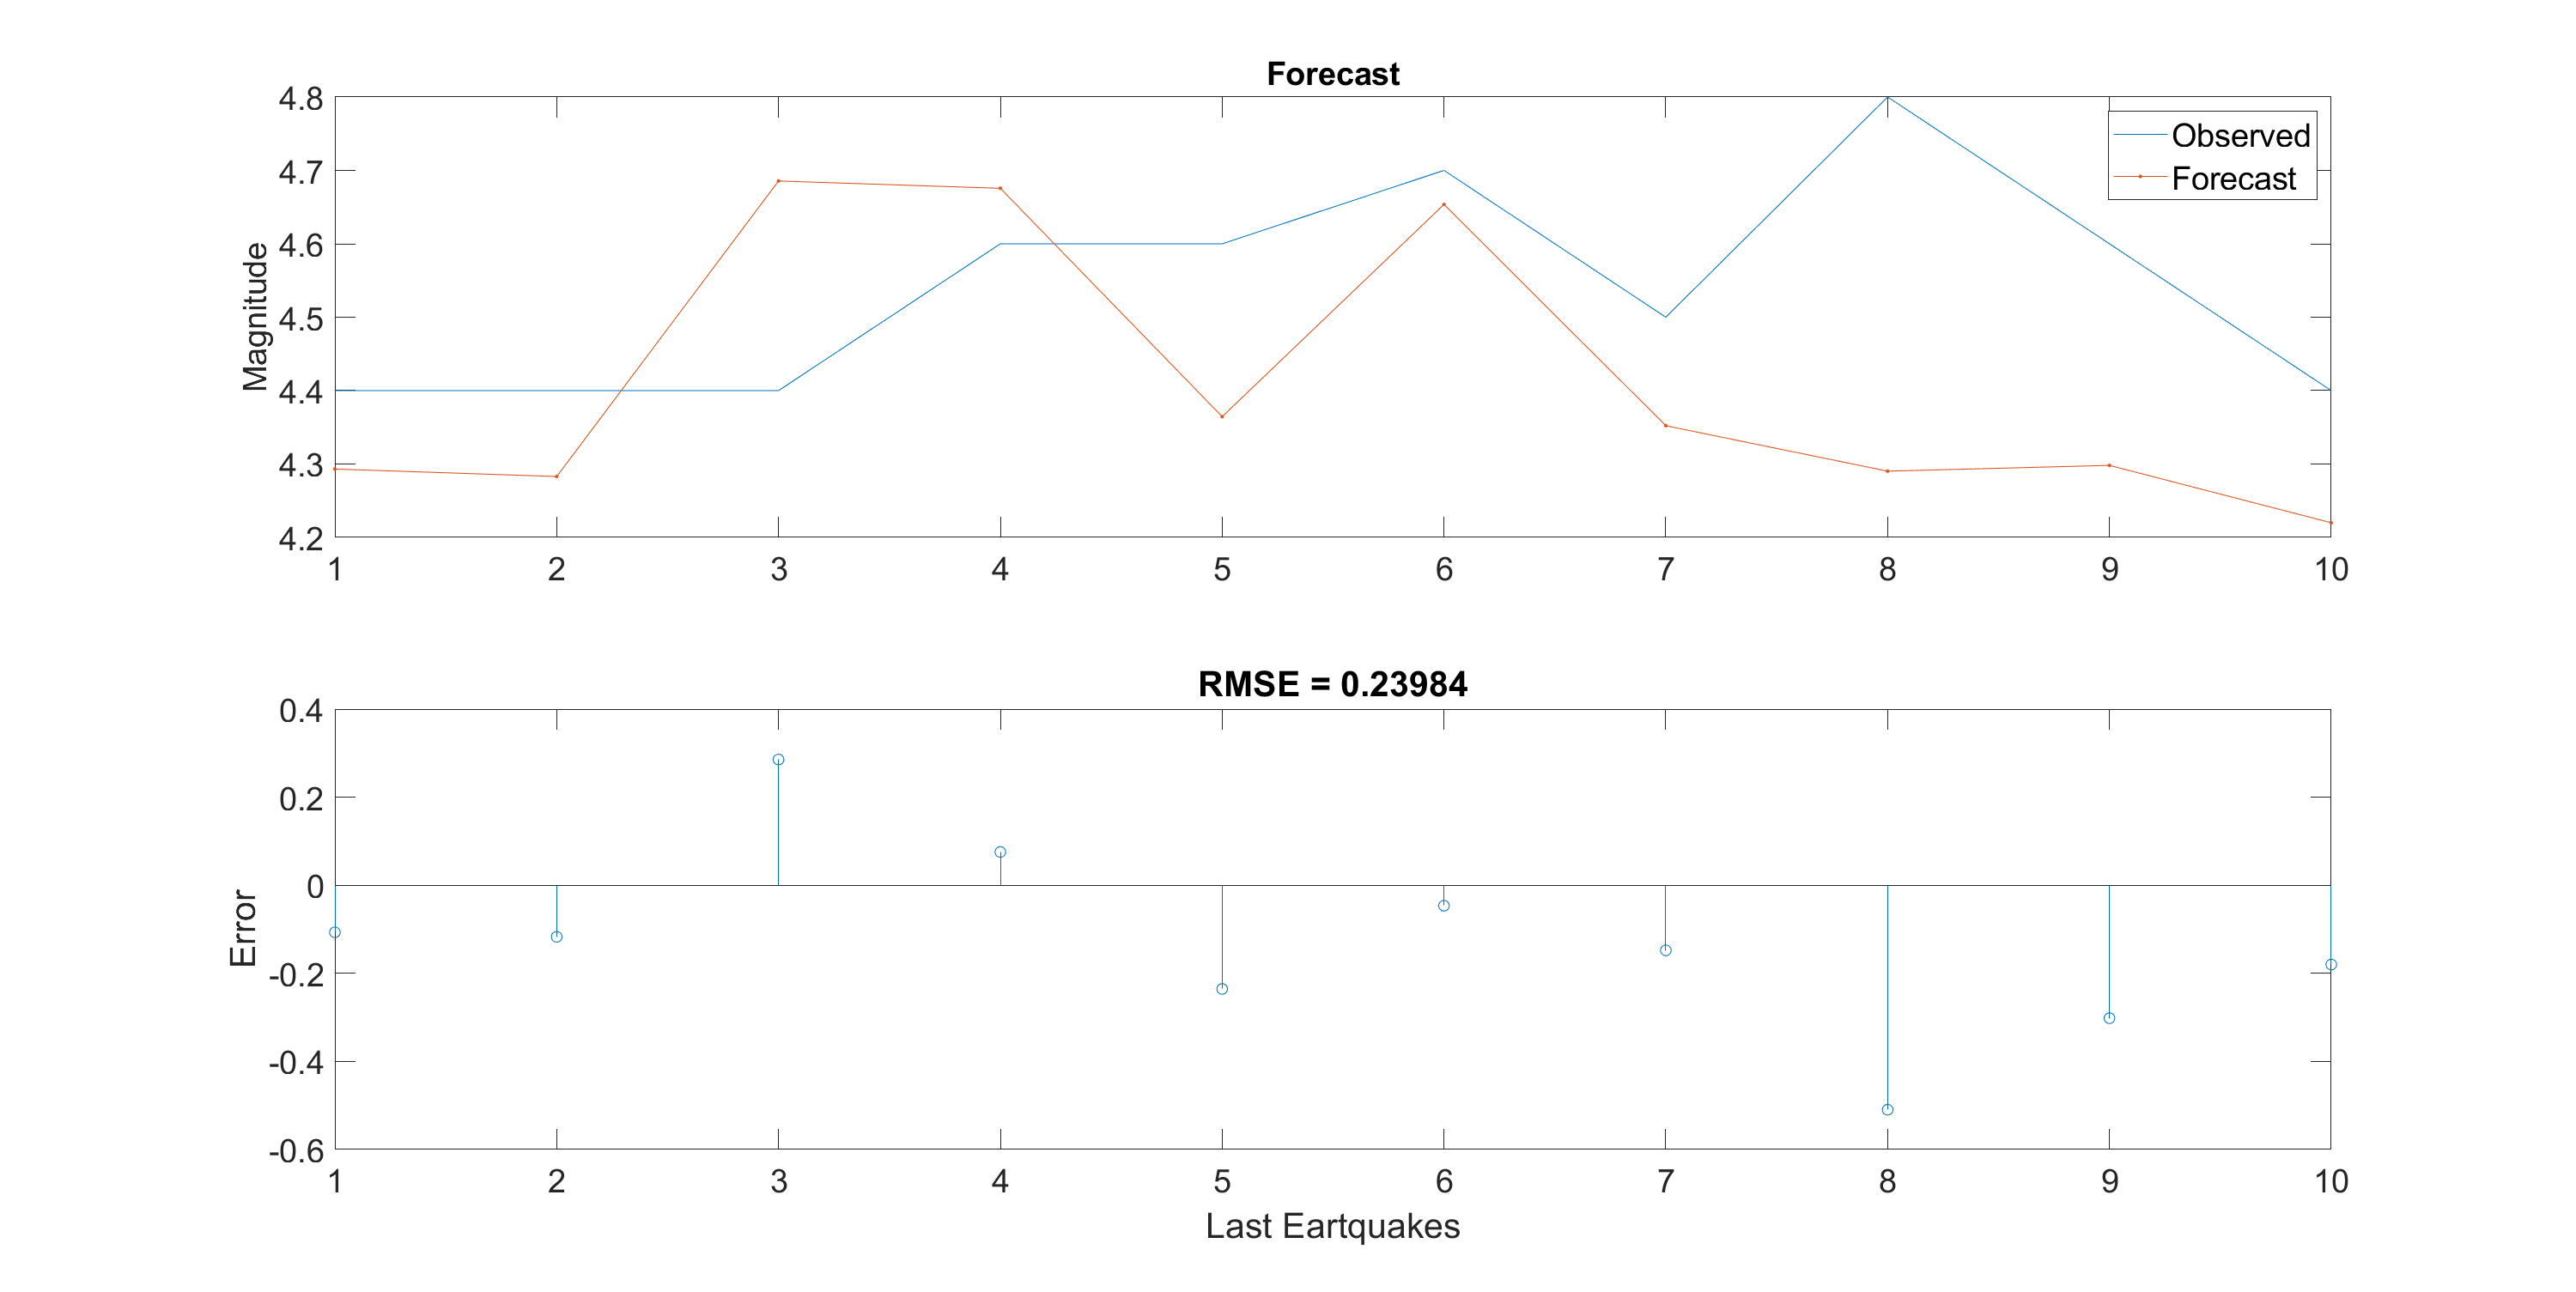 Forecast
4.8
4.7
4.6
4.5
4.4
4.3
4.2
Magnitude
Observed
Forecast
1 2 3 4 5 6 7 8 9 10
RMSE = 0.23984
0.4
0.2
0
-0.2
-0.4
-0.6
Error
1 2 3 4 5 6 7 8 9 10
Last Eartquakes